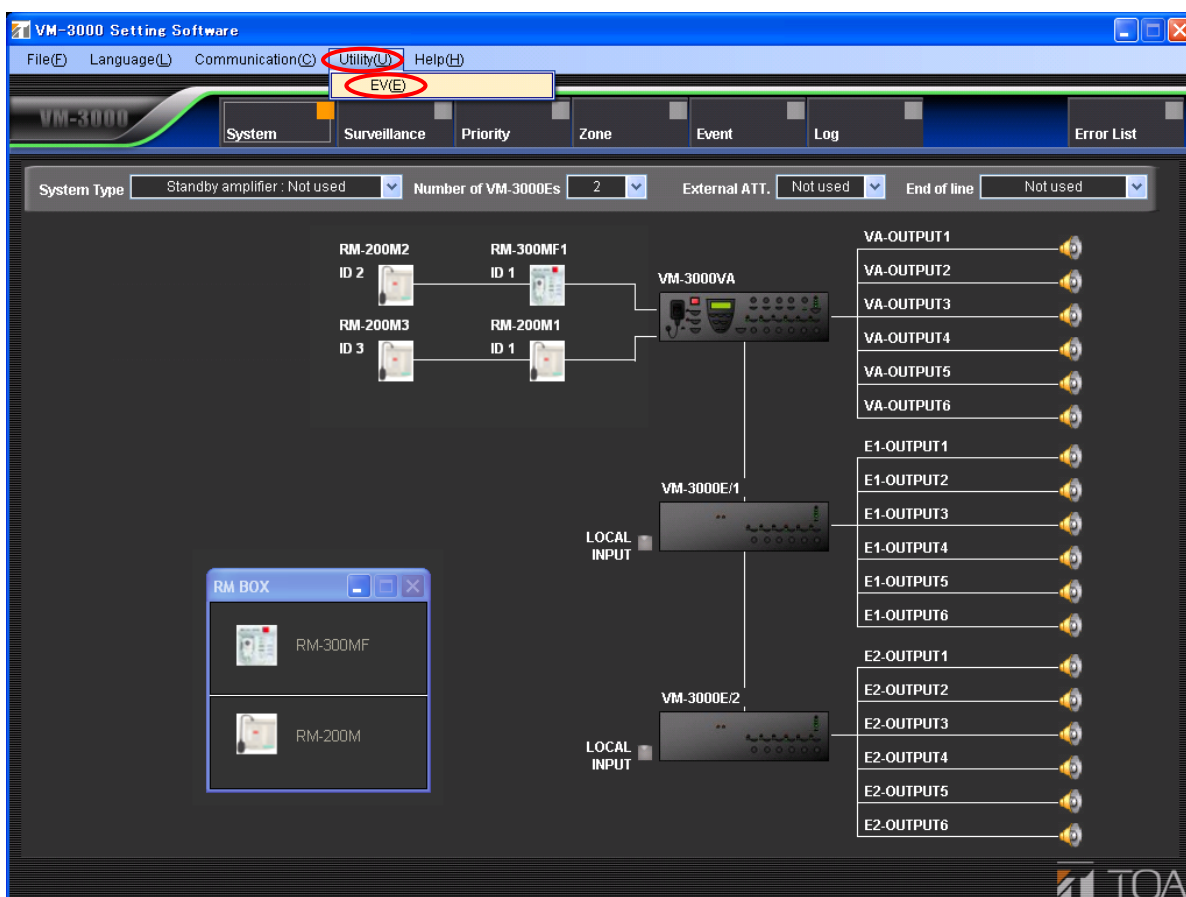 VM-3000 Setting Software
File(F) Language(L) Communication(C) Utility(U) Help(H)
EV(E)
VM-3000
System Surveillance Priority Zone Event Log Error List
System Type Standby amplifier : Not used Number of VM-3000Es 2 External ATT. Not used End of line Not used
RM-200M2 RM-300MF1
ID 2 ID 1
RM-200M3 RM-200M1
ID 3 ID 1
VM-3000VA
VA-OUTPUT1
VA-OUTPUT2
VA-OUTPUT3
VA-OUTPUT4
VA-OUTPUT5
VA-OUTPUT6
VM-3000E/1
LOCAL
INPUT
E1-OUTPUT1
E1-OUTPUT2
E1-OUTPUT3
E1-OUTPUT4
E1-OUTPUT5
E1-OUTPUT6
RM BOX
RM-300MF
RM-200M
VM-3000E/2
LOCAL
INPUT
E2-OUTPUT1
E2-OUTPUT2
E2-OUTPUT3
E2-OUTPUT4
E2-OUTPUT5
E2-OUTPUT6
TOA